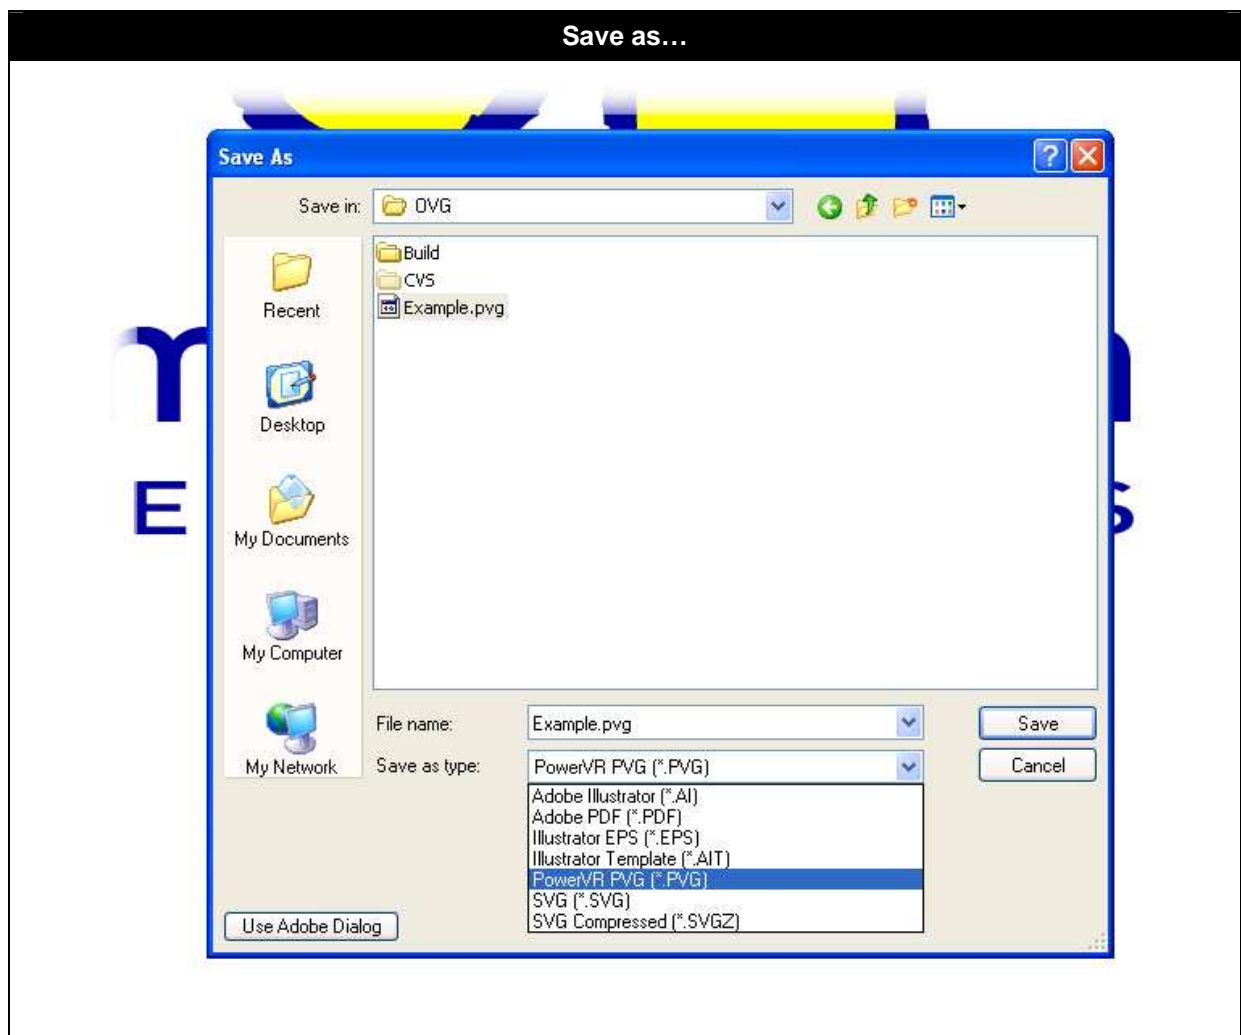 Save as…
Save As
Save in:
OVG
Build
CVS
Example.pvg
Recent
Desktop
My Documents
My Computer
My Network
File name:
Example.pvg
Save
Save as type:
PowerVR PVG (*.PVG)
Cancel
Adobe Illustrator (*.AI)
Adobe PDF (*.PDF)
Illustrator EPS (*.EPS)
Illustrator Template (*.AIT)
PowerVR PVG (*.PVG)
SVG (*.SVG)
SVG Compressed (*.SVGZ)
Use Adobe Dialog